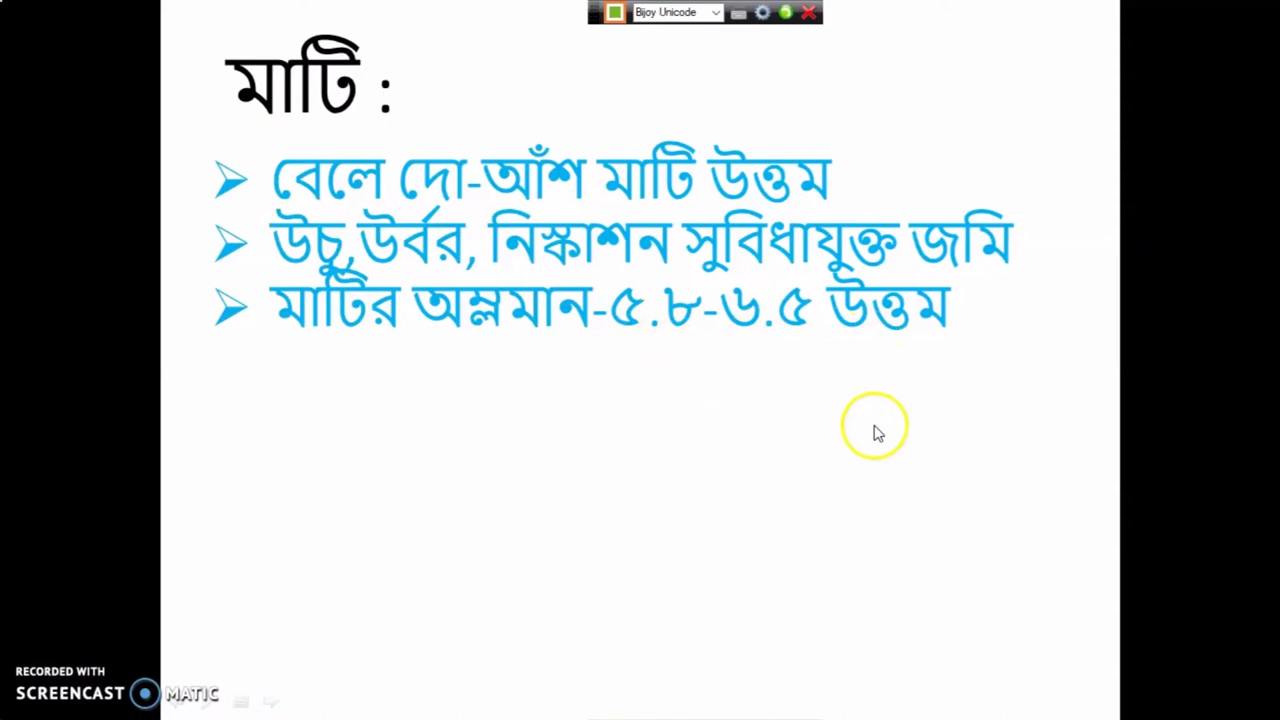 Bijoy Unicode
মাটি :
➢ বেলে দো-আঁশ মাটি উত্তম
➢ উচু,উর্বর, নিস্কাশন সুবিধাযুক্ত জমি
➢ মাটির অম্লমান-৫.৮-৬.৫ উত্তম
RECORDED WITH
SCREENCAST MATIC